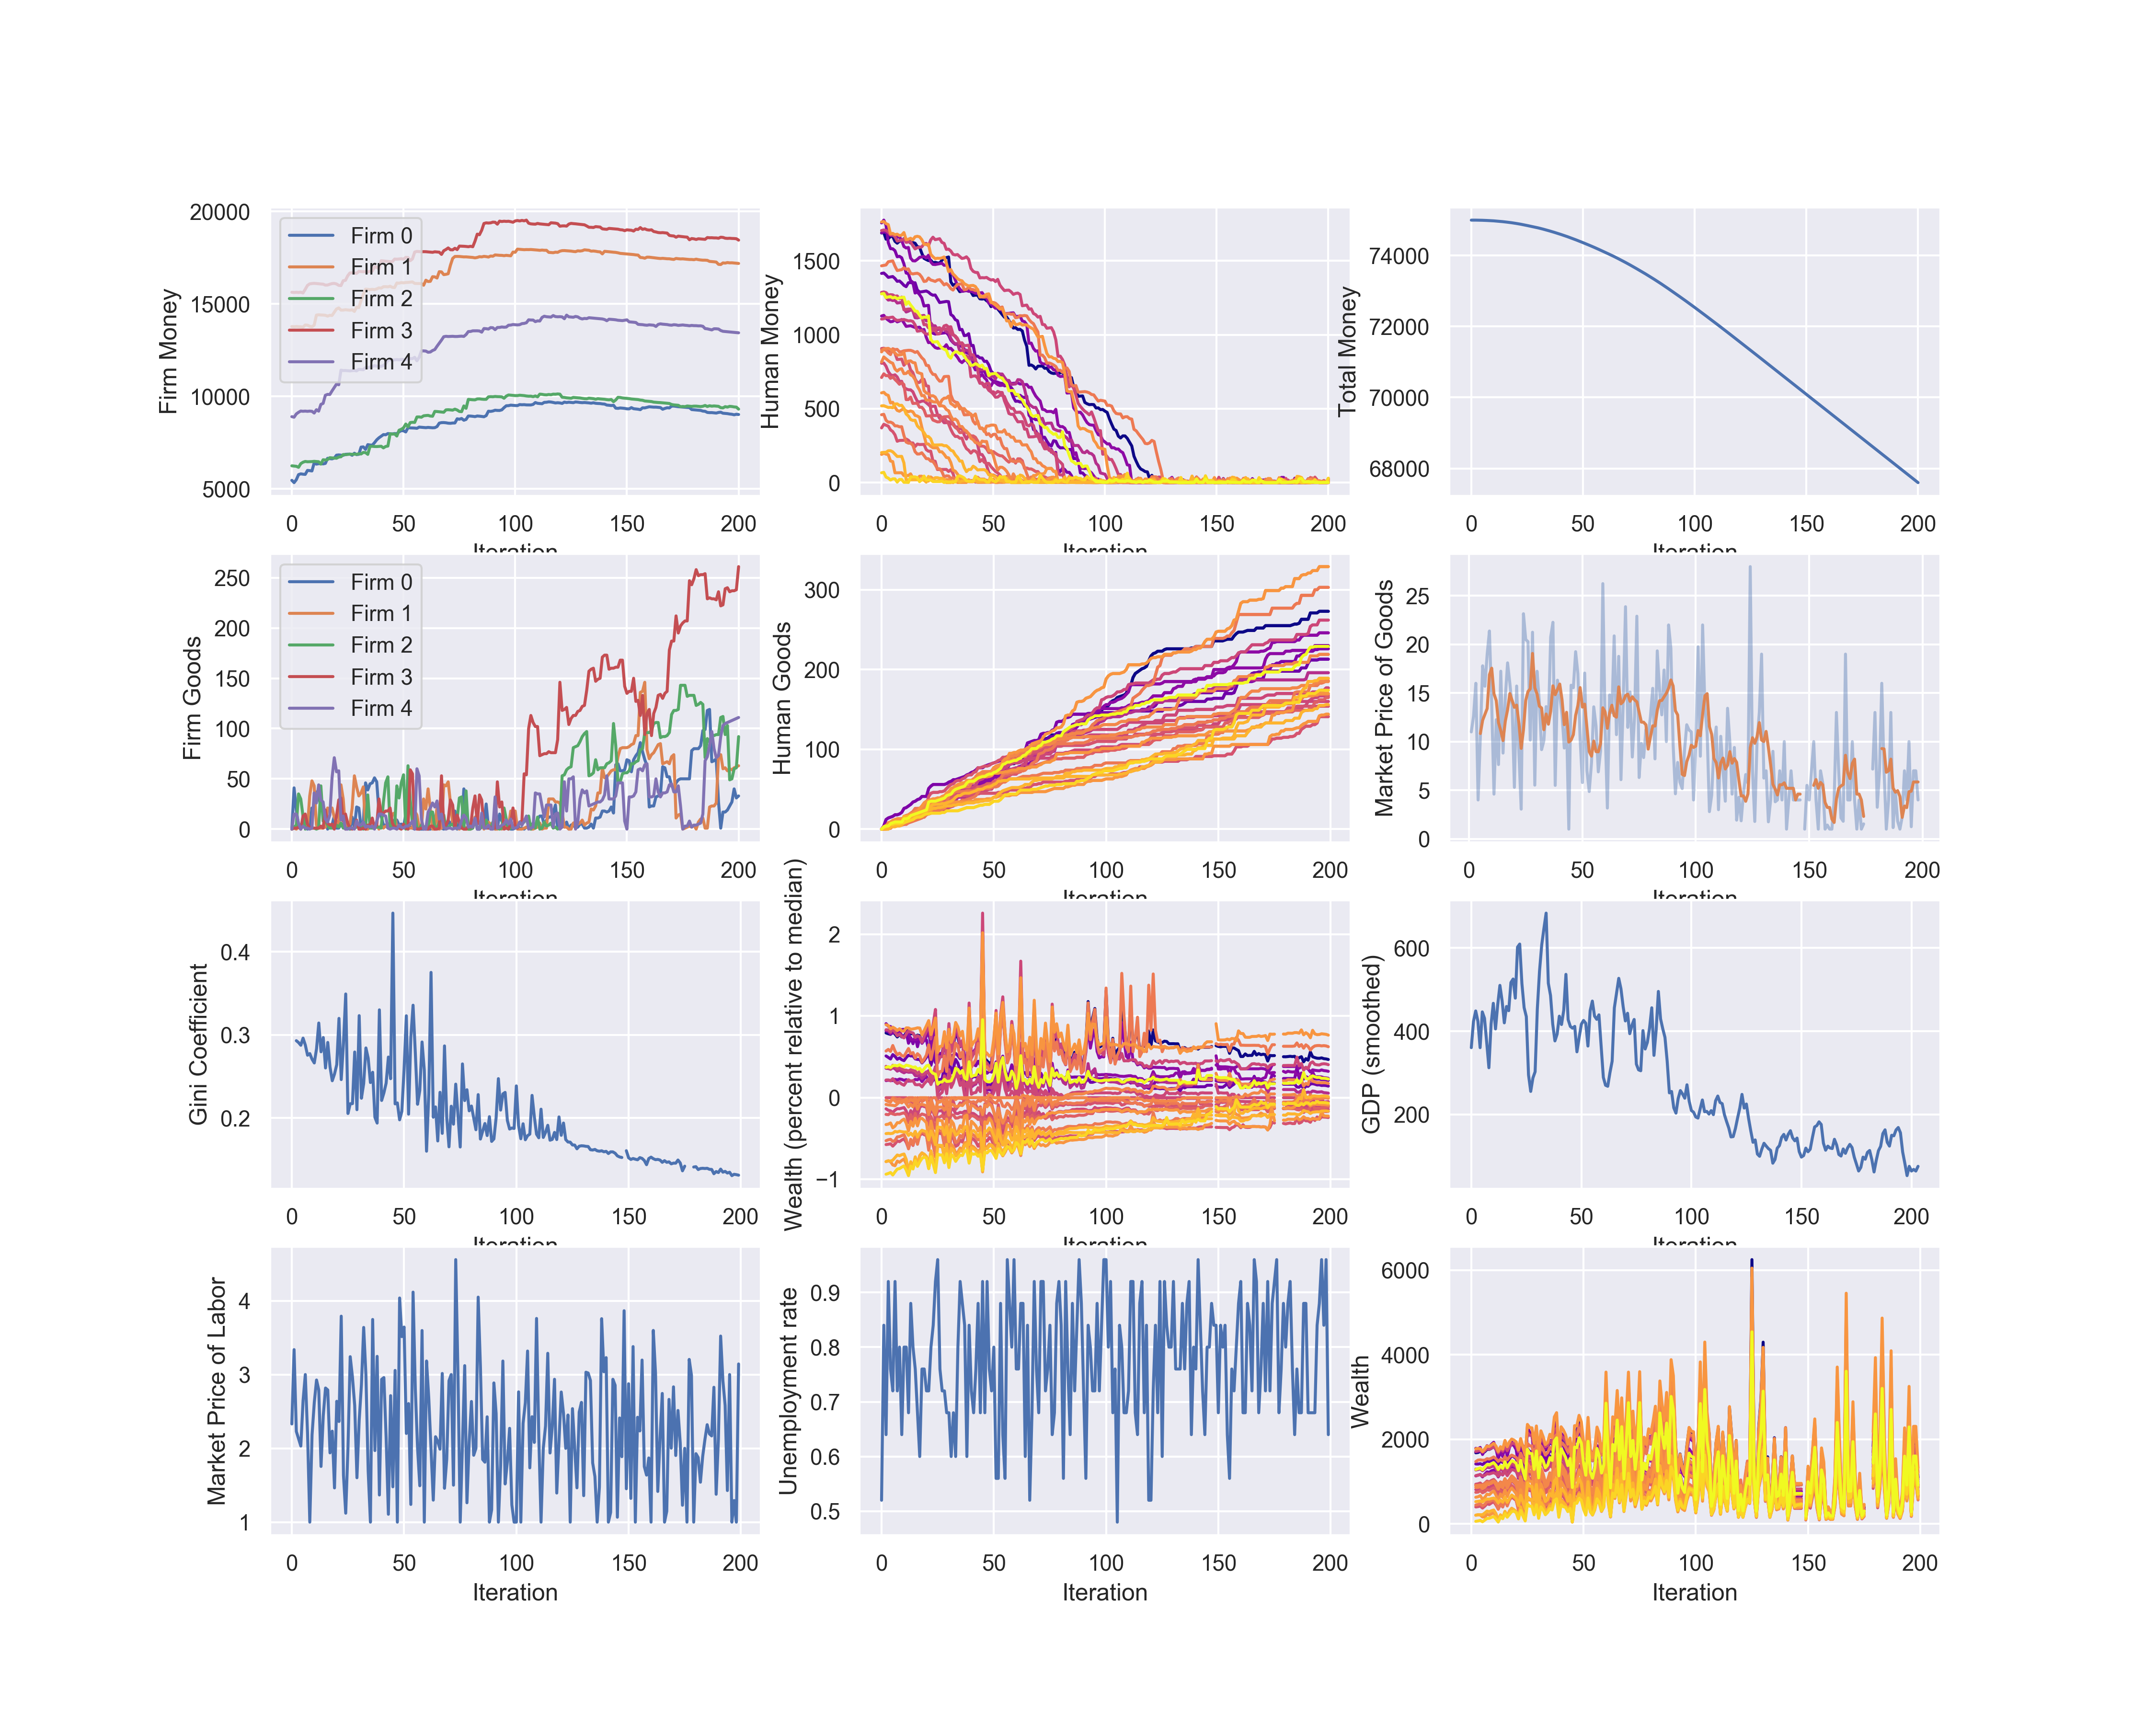 Firm Money
20000
15000
10000
5000
Firm 0
Firm 1
Firm 2
Firm 3
Firm 4
0 50 100 150 200
Iteration
Human Money
1500
1000
500
0
0 50 100 150 200
Iteration
Total Money
74000
72000
70000
68000
0 50 100 150 200
Iteration
Firm Goods
250
200
150
100
50
0
Firm 0
Firm 1
Firm 2
Firm 3
Firm 4
0 50 100 150 200
Iteration
Human Goods
300
200
100
0
0 50 100 150 200
Iteration
Market Price of Goods
25
20
15
10
5
0
0 50 100 150 200
Iteration
Gini Coefficient
0.4
0.3
0.2
0 50 100 150 200
Iteration
Wealth (percent relative to median)
2
1
0
−1
0 50 100 150 200
Iteration
GDP (smoothed)
600
400
200
0 50 100 150 200
Iteration
Market Price of Labor
4
3
2
1
0 50 100 150 200
Iteration
Unemployment rate
0.9
0.8
0.7
0.6
0.5
0 50 100 150 200
Iteration
Wealth
6000
4000
2000
0
0 50 100 150 200
Iteration